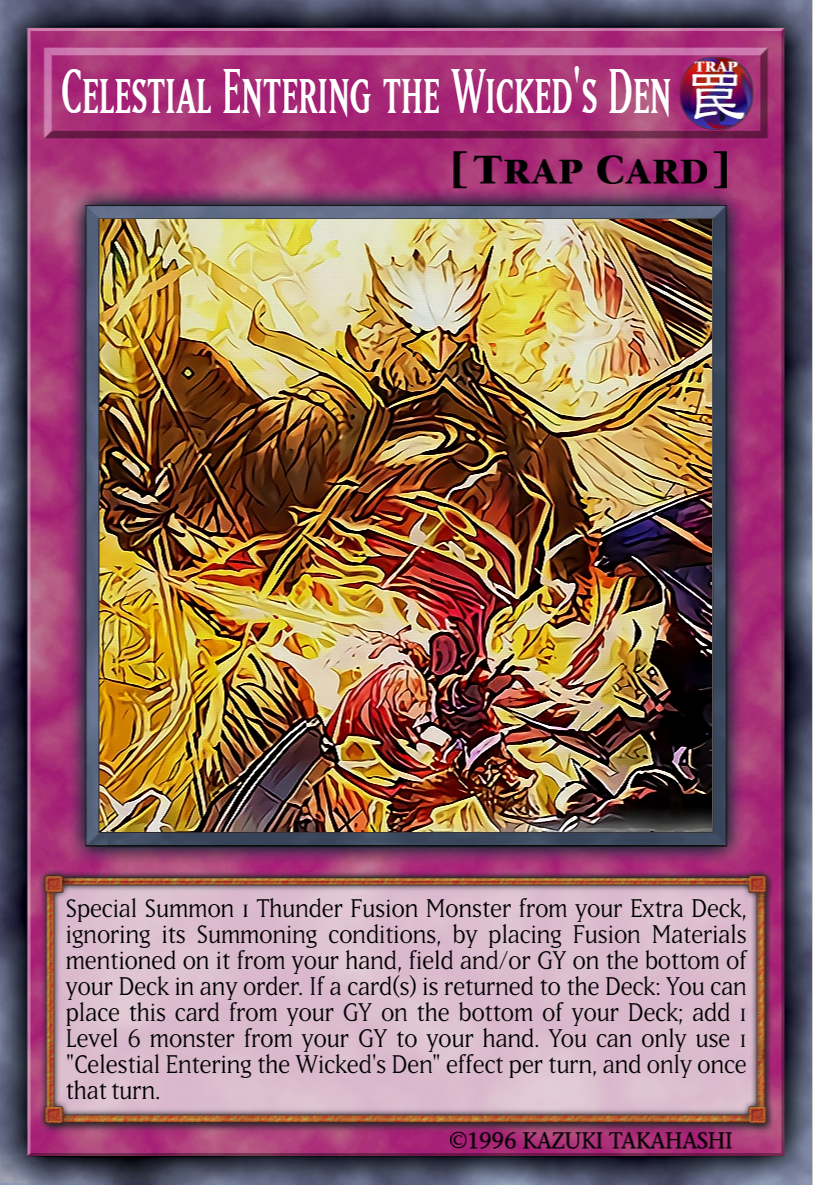 Celestial Entering the Wicked's Den
TRAP
罠
[Trap Card]
Special Summon 1 Thunder Fusion Monster from your Extra Deck,
ignoring its Summoning conditions, by placing Fusion Materials
mentioned on it from your hand, field and/or GY on the bottom of
your Deck in any order. If a card(s) is returned to the Deck: You can
place this card from your GY on the bottom of your Deck; add 1
Level 6 monster from your GY to your hand. You can only use 1
"Celestial Entering the Wicked's Den" effect per turn, and only once
that turn.
©1996 KAZUKI TAKAHASHI